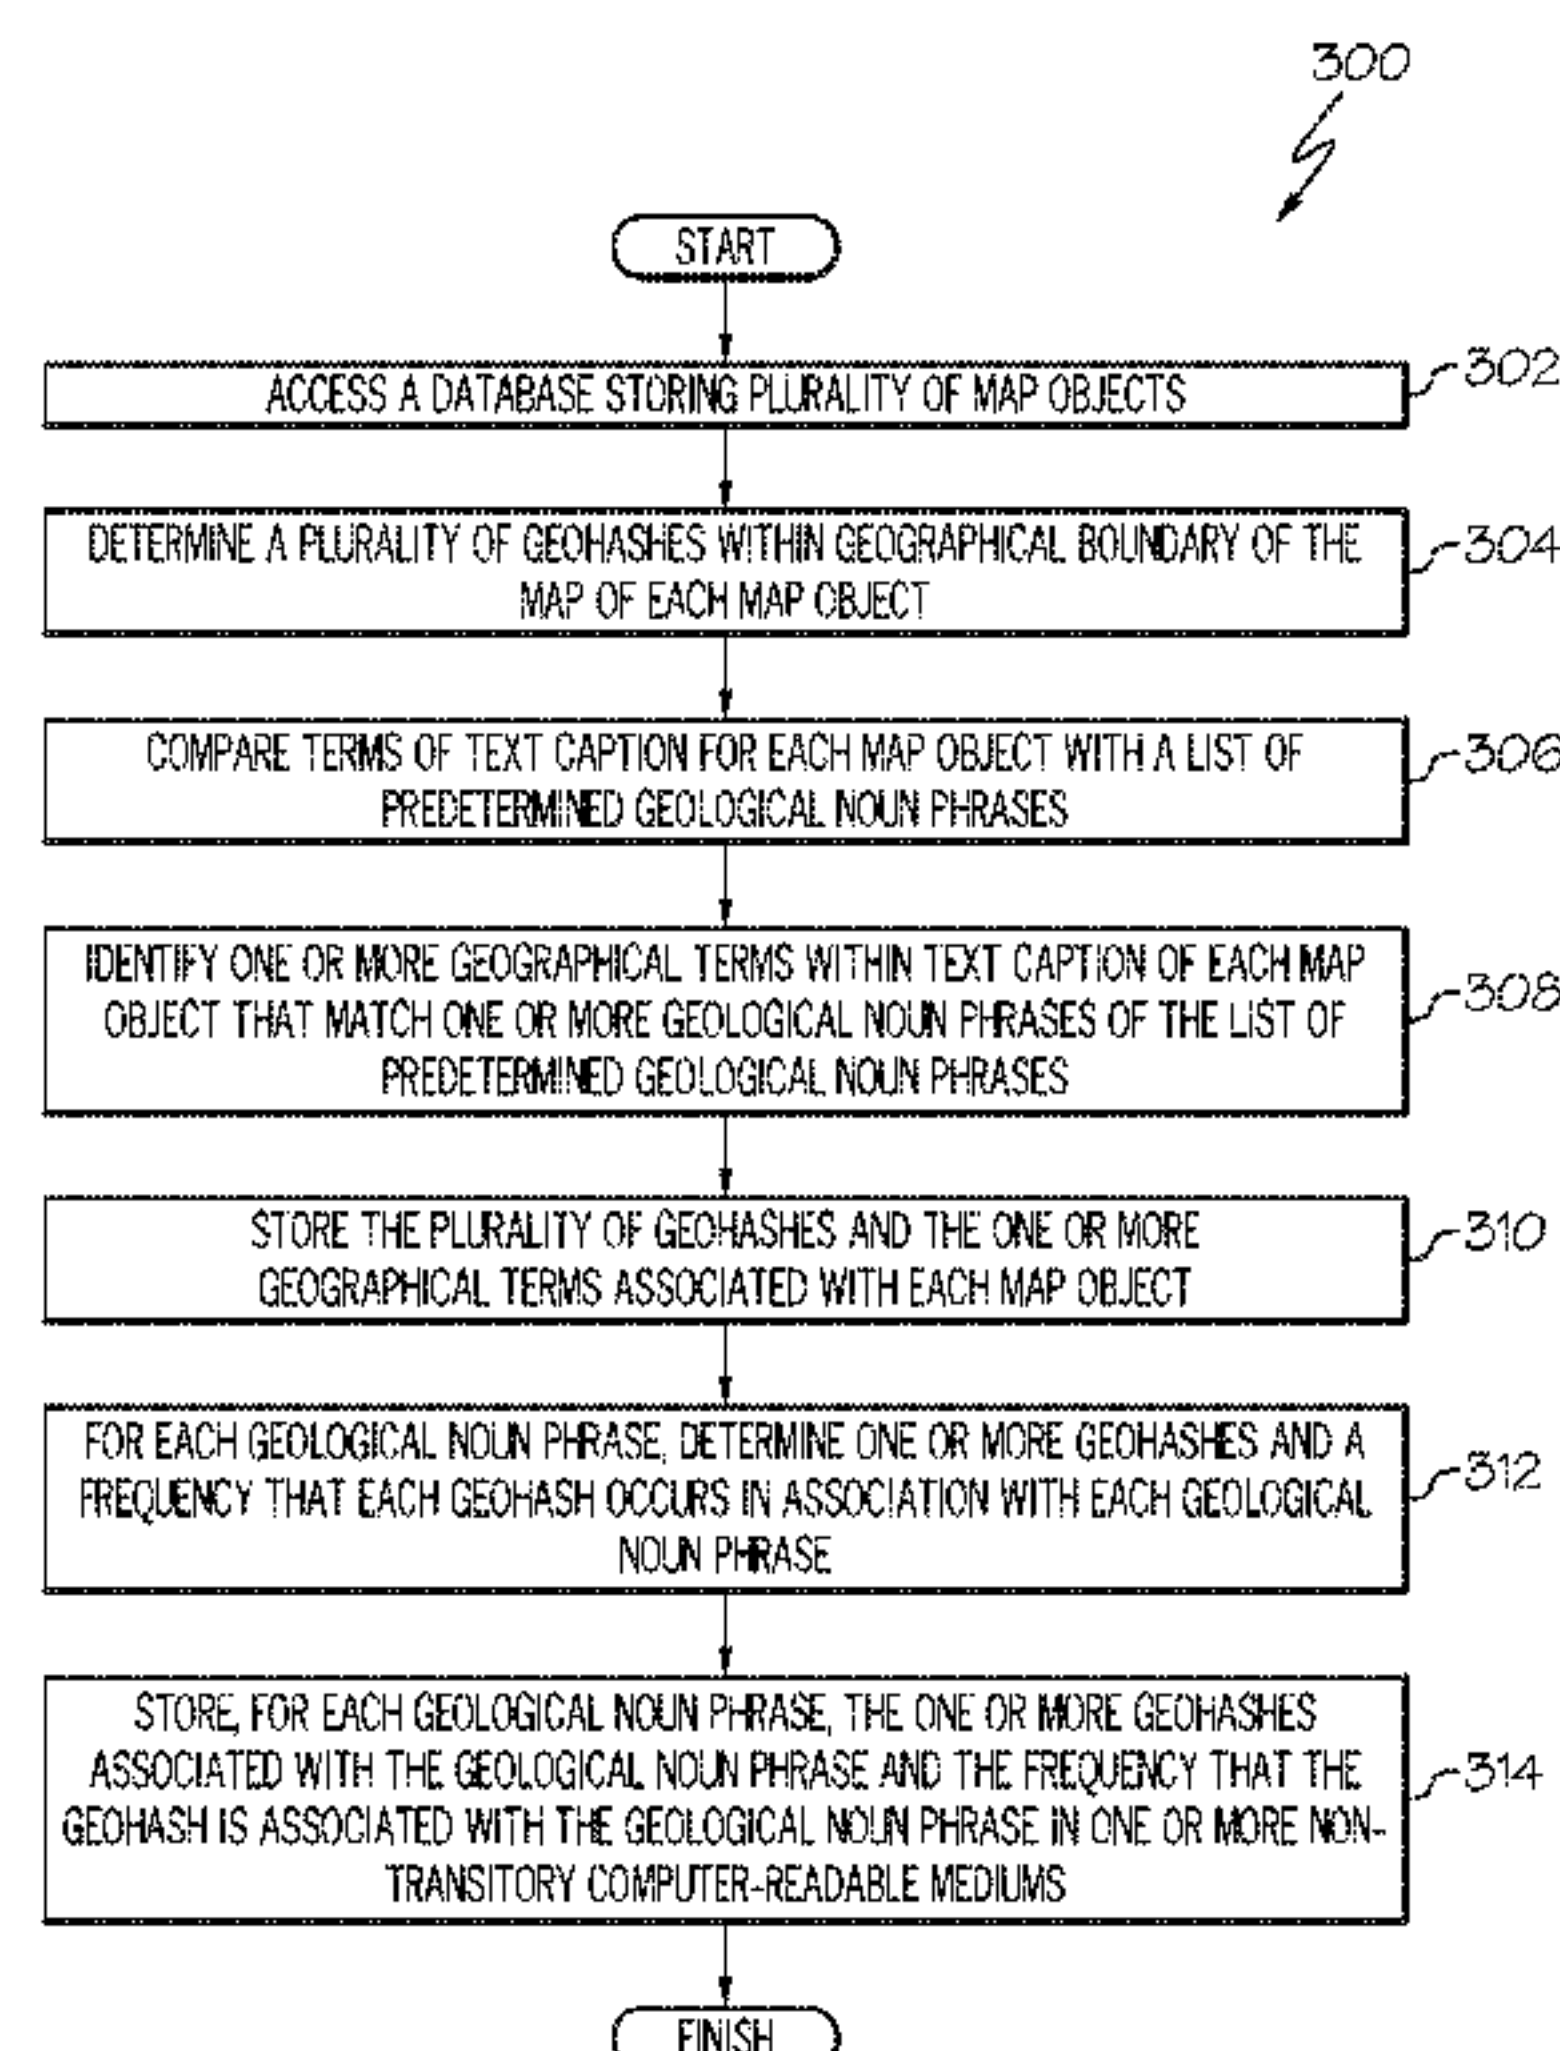 300
START
ACCESS A DATABASE STORING PLURALITY OF MAP OBJECTS
302
DETERMINE A PLURALITY OF GEOHASHES WITHIN GEOGRAPHICAL BOUNDARY OF THE
MAP OF EACH MAP OBJECT
304
COMPARE TERMS OF TEXT CAPTION FOR EACH MAP OBJECT WITH A LIST OF
PREDETERMINED GEOLOGICAL NOUN PHRASES
306
IDENTIFY ONE OR MORE GEOGRAPHICAL TERMS WITHIN TEXT CAPTION OF EACH MAP
OBJECT THAT MATCH ONE OR MORE GEOLOGICAL NOUN PHRASES OF THE LIST OF
PREDETERMINED GEOLOGICAL NOUN PHRASES
308
STORE THE PLURALITY OF GEOHASHES AND THE ONE OR MORE
GEOGRAPHICAL TERMS ASSOCIATED WITH EACH MAP OBJECT
310
FOR EACH GEOLOGICAL NOUN PHRASE, DETERMINE ONE OR MORE GEOHASHES AND A
FREQUENCY THAT EACH GEOHASH OCCURS IN ASSOCIATION WITH EACH GEOLOGICAL
NOUN PHRASE
312
STORE, FOR EACH GEOLOGICAL NOUN PHRASE, THE ONE OR MORE GEOHASHES
ASSOCIATED WITH THE GEOLOGICAL NOUN PHRASE AND THE FREQUENCY THAT THE
GEOHASH IS ASSOCIATED WITH THE GEOLOGICAL NOUN PHRASE IN ONE OR MORE NON-
TRANSITORY COMPUTER-READABLE MEDIUMS
314
FINISH